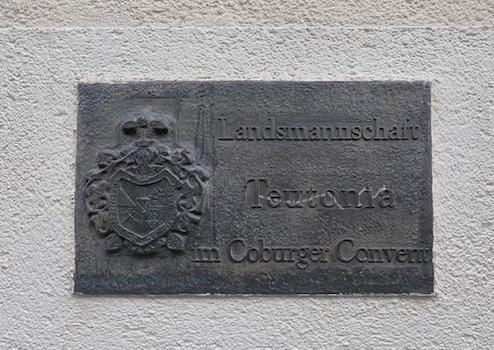 Landsmannschaft
Teutonia
im Coburger Convent